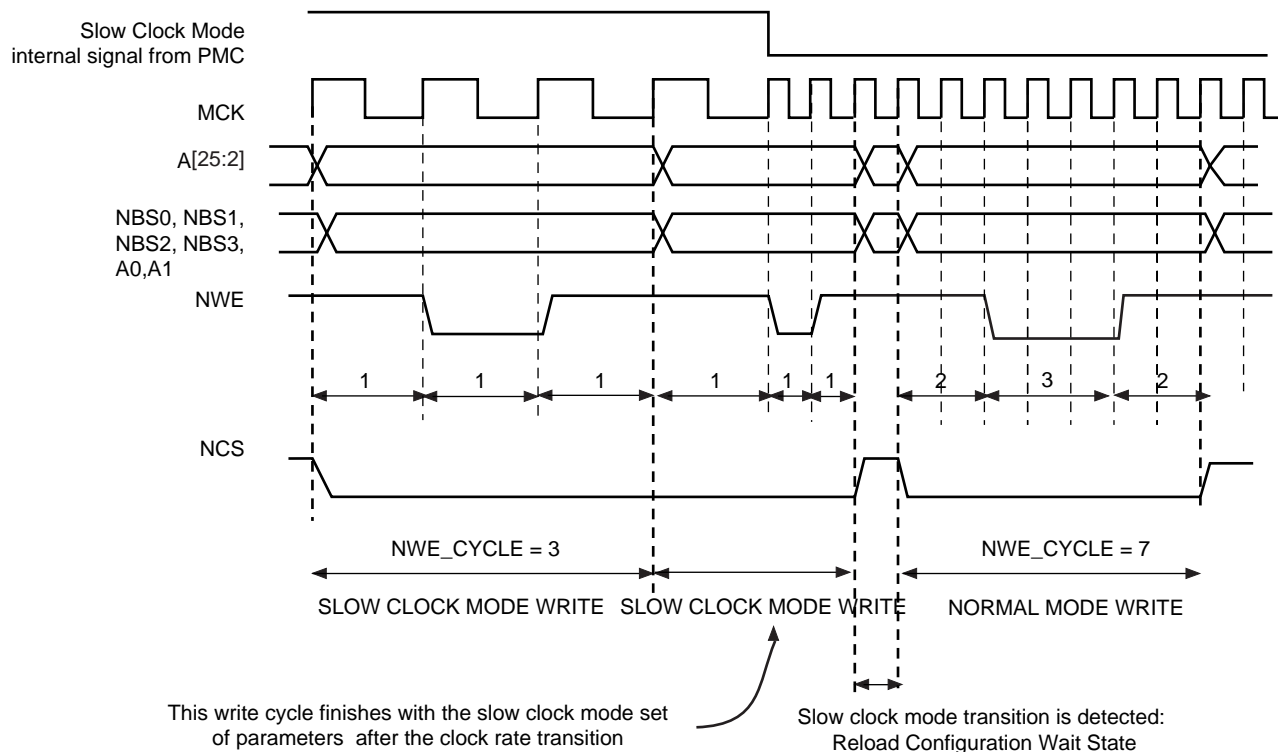 Slow Clock Mode
internal signal from PMC
MCK
A[25:2]
NBS0, NBS1,
NBS2, NBS3,
A0,A1
NWE
1 1 1 1 1 1 2 3 2
NCS
NWE_CYCLE = 3 NWE_CYCLE = 7
SLOW CLOCK MODE WRITE SLOW CLOCK MODE WRITE NORMAL MODE WRITE
This write cycle finishes with the slow clock mode set
of parameters after the clock rate transition
Slow clock mode transition is detected:
Reload Configuration Wait State